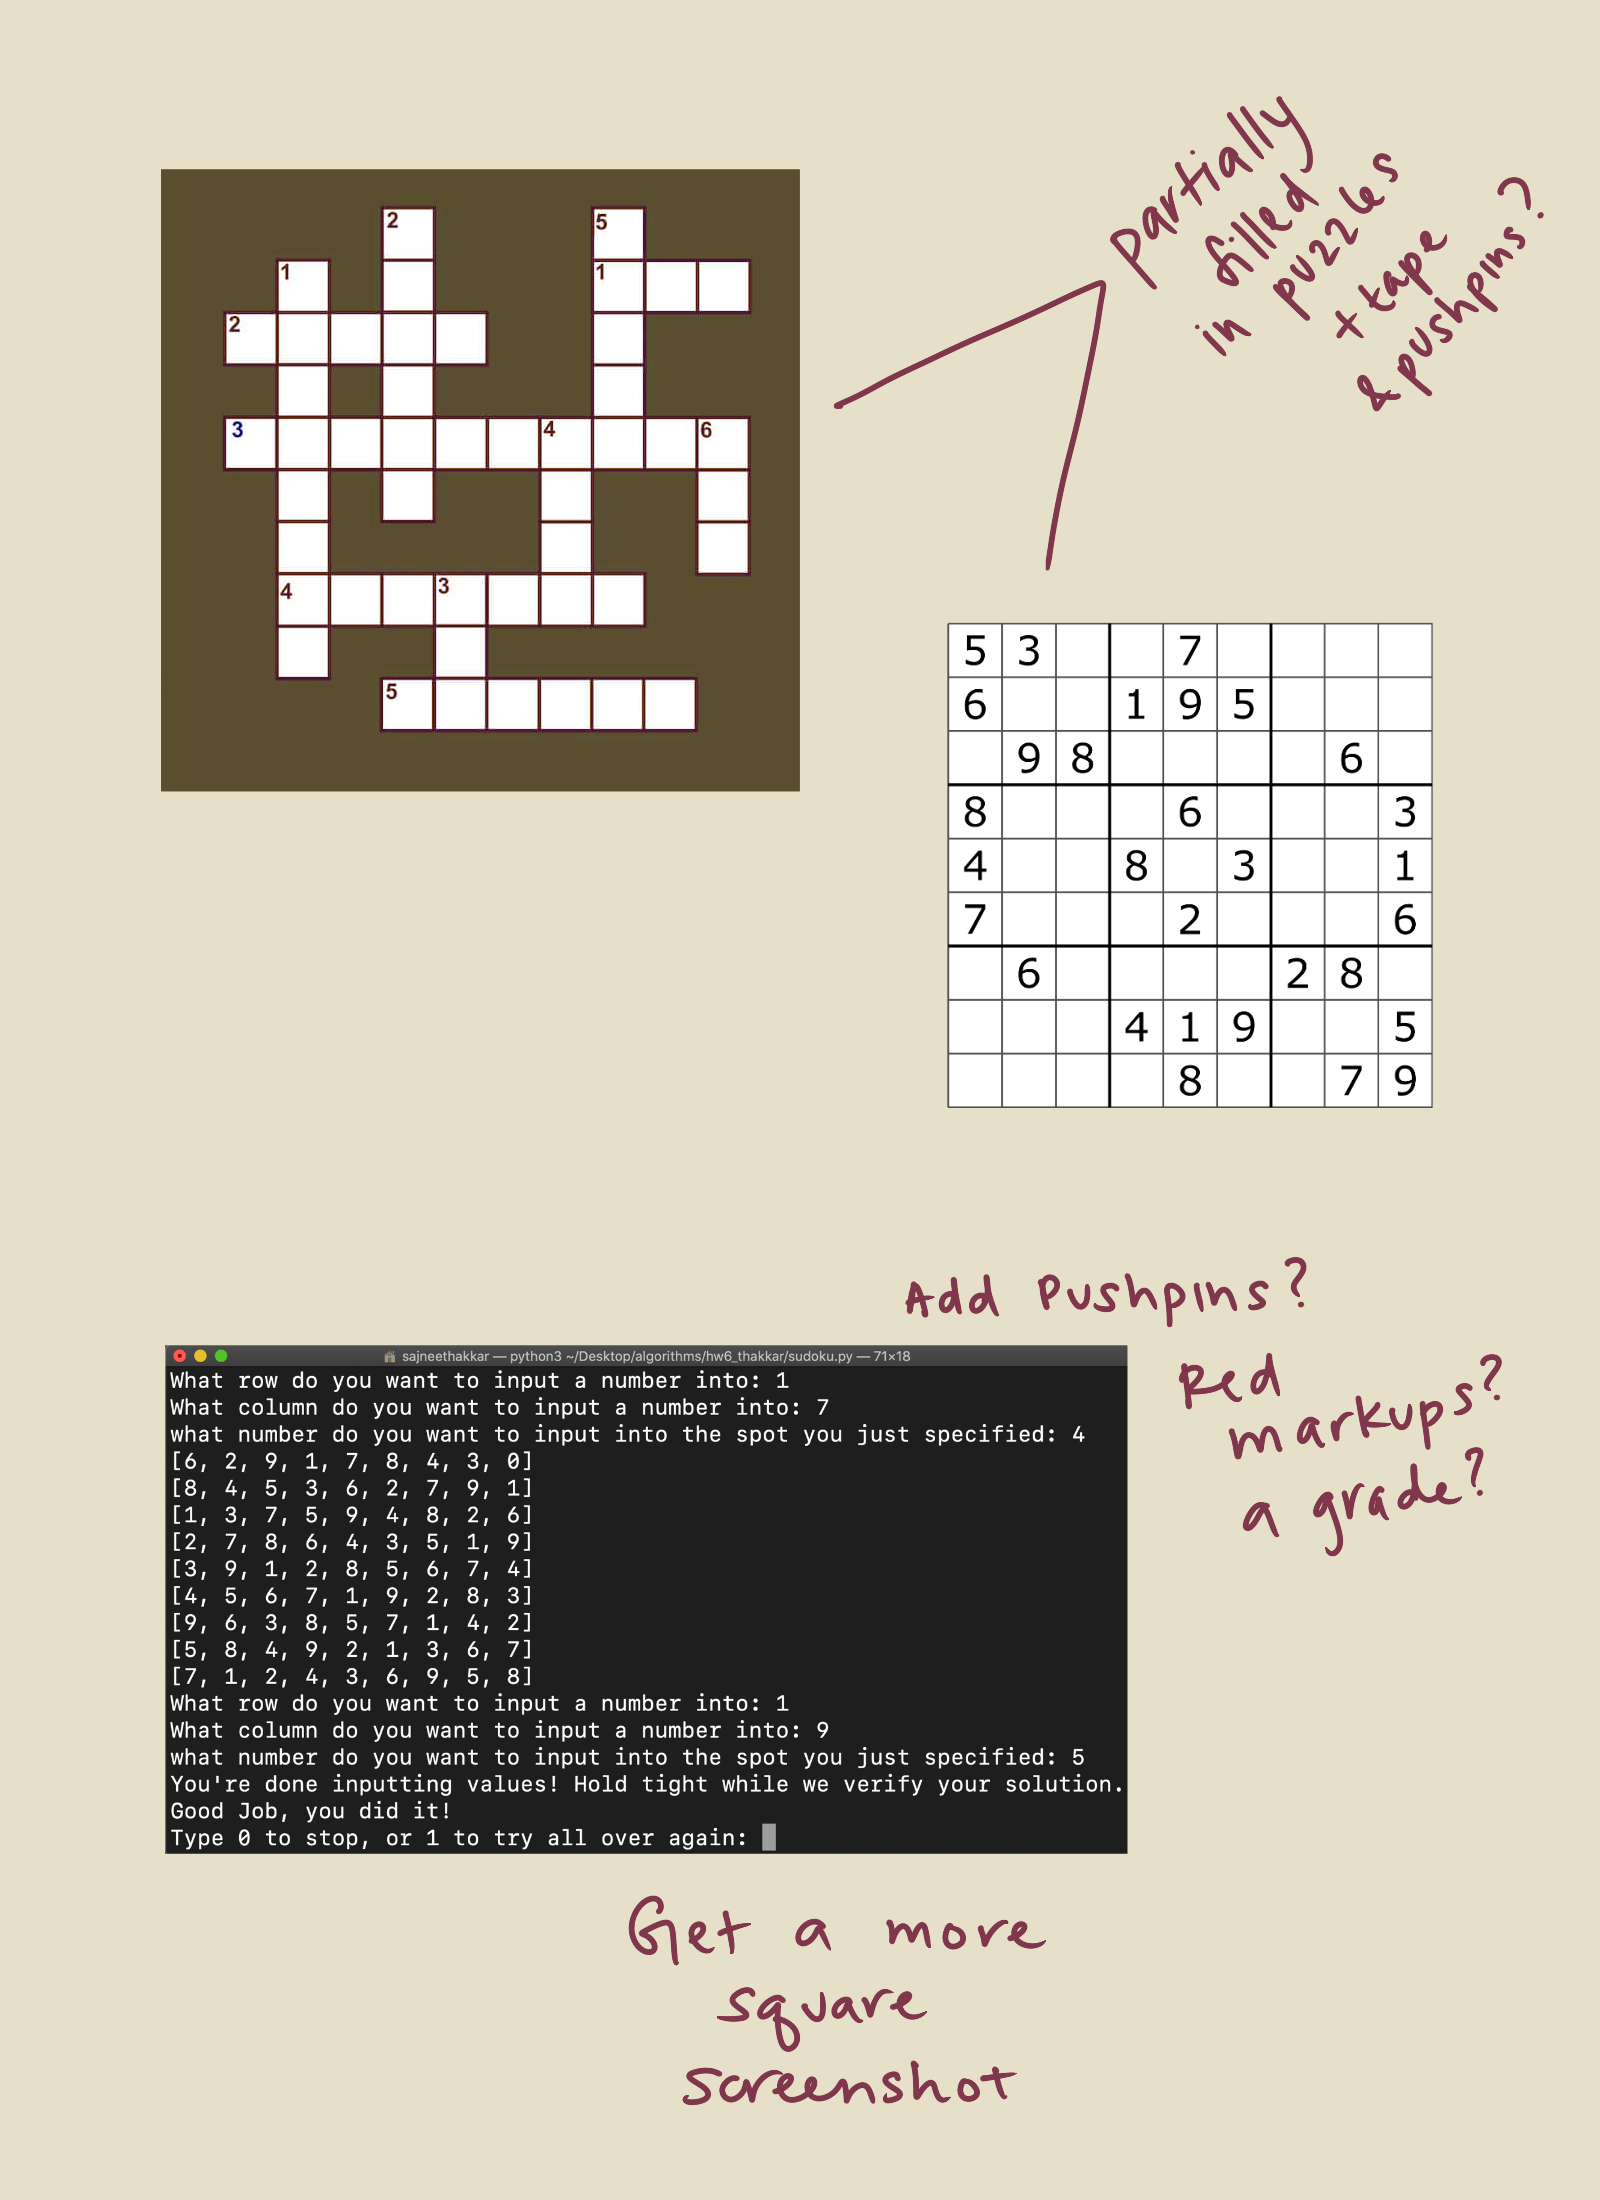 partially
filled
in puzzles
+ tape
& pushpins?
2 5
1 1
2
3 4 6
4 3
5
5 3 7
6 1 9 5
9 8 6
8 6 3
4 8 3 1
7 2 6
6 2 8
4 1 9 5
8 7 9
Add Pushpins?
Red
markups?
a grade?
sajneethakkar — python3 ~/Desktop/algorithms/hw6_thakkar/sudoku.py — 71×18
What row do you want to input a number into: 1
What column do you want to input a number into: 7
what number do you want to input into the spot you just specified: 4
[6, 2, 9, 1, 7, 8, 4, 3, 0]
[8, 4, 5, 3, 6, 2, 7, 9, 1]
[1, 3, 7, 5, 9, 4, 8, 2, 6]
[2, 7, 8, 6, 4, 3, 5, 1, 9]
[3, 9, 1, 2, 8, 5, 6, 7, 4]
[4, 5, 6, 7, 1, 9, 2, 8, 3]
[9, 6, 3, 8, 5, 7, 1, 4, 2]
[5, 8, 4, 9, 2, 1, 3, 6, 7]
[7, 1, 2, 4, 3, 6, 9, 5, 8]
What row do you want to input a number into: 1
What column do you want to input a number into: 9
what number do you want to input into the spot you just specified: 5
You're done inputting values! Hold tight while we verify your solution.
Good Job, you did it!
Type 0 to stop, or 1 to try all over again:
Get a more
square
screenshot